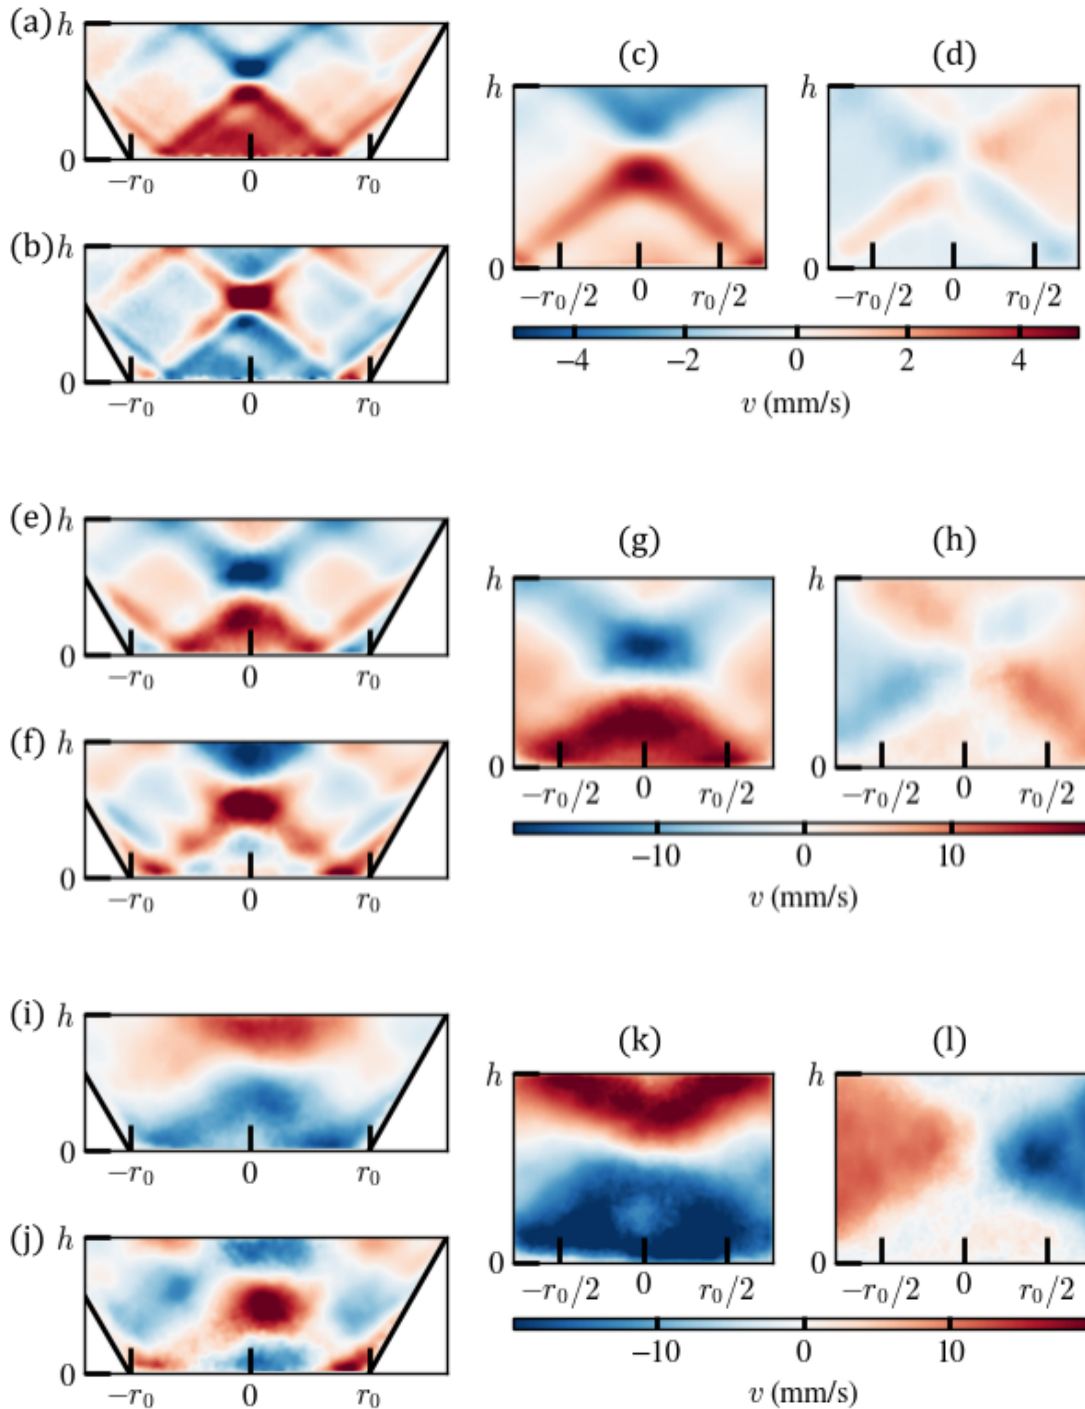 (a) h
0
−r₀ 0 r₀
(b) h
0
−r₀ 0 r₀
(c) (d)
h h
0 0
−r₀/2 0 r₀/2 −r₀/2 0 r₀/2
−4 −2 0 2 4
v (mm/s)
(e) h
0
−r₀ 0 r₀
(f) h
0
−r₀ 0 r₀
(g) (h)
h h
0 0
−r₀/2 0 r₀/2 −r₀/2 0 r₀/2
−10 0 10
v (mm/s)
(i) h
0
−r₀ 0 r₀
(j) h
0
−r₀ 0 r₀
(k) (l)
h h
0 0
−r₀/2 0 r₀/2 −r₀/2 0 r₀/2
−10 0 10
v (mm/s)